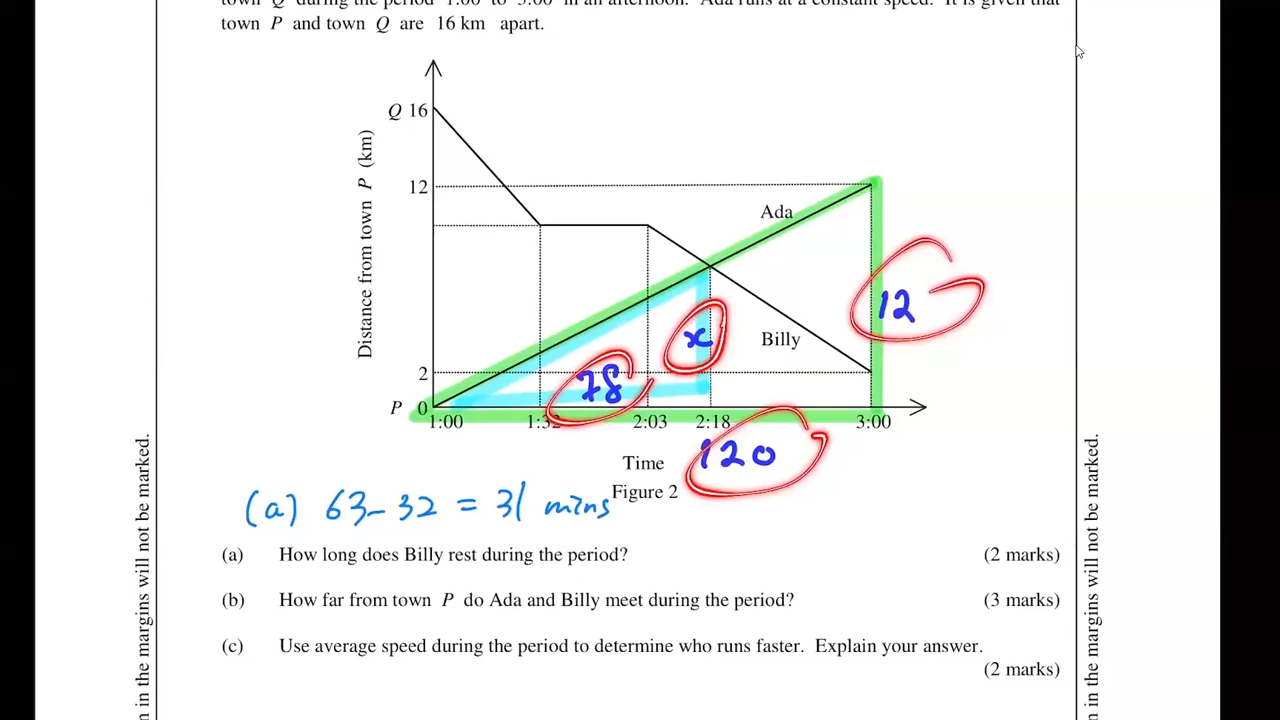 town Q during the period 1:00 to 3:00 in an afternoon. Ada runs at a constant speed. It is given that
town P and town Q are 16 km apart.
Distance from town P (km)
Q 16
12
Ada
12
x
Billy
2
78
P 0
1:00 1:32 2:03 2:18 3:00
120
Time
Figure 2
(a) 63-32 = 31 mins
(a) How long does Billy rest during the period? (2 marks)
(b) How far from town P do Ada and Billy meet during the period? (3 marks)
(c) Use average speed during the period to determine who runs faster. Explain your answer.
(2 marks)
in the margins will not be marked.
in the margins will not be marked.